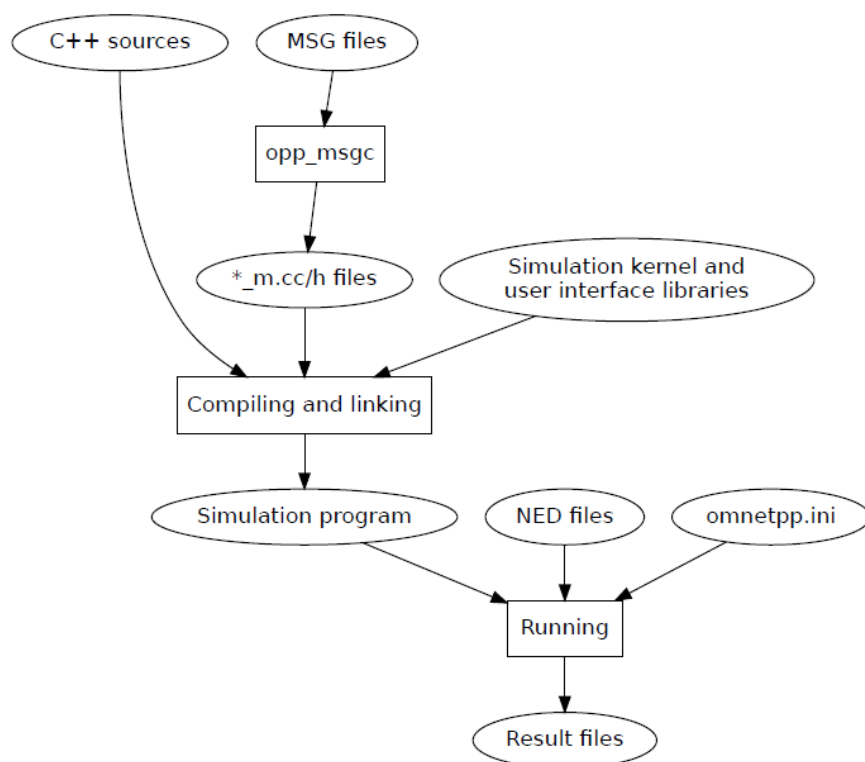 C++ sources
MSG files
opp_msgc
*_m.cc/h files
Simulation kernel and
user interface libraries
Compiling and linking
Simulation program
NED files
omnetpp.ini
Running
Result files